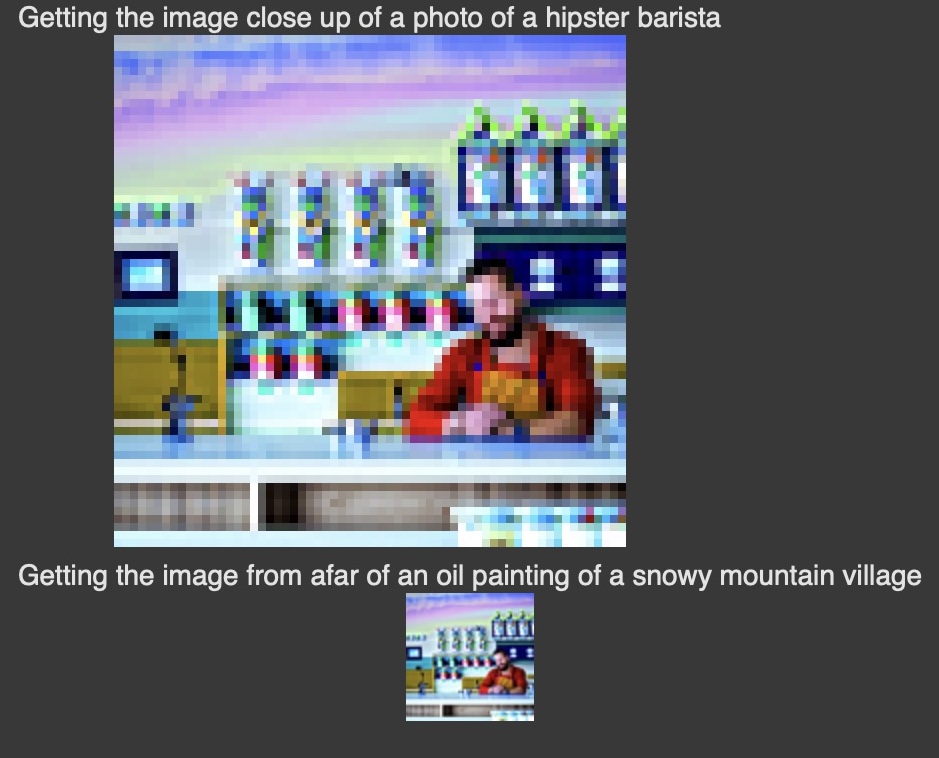 Getting the image close up of a photo of a hipster barista
Getting the image from afar of an oil painting of a snowy mountain village